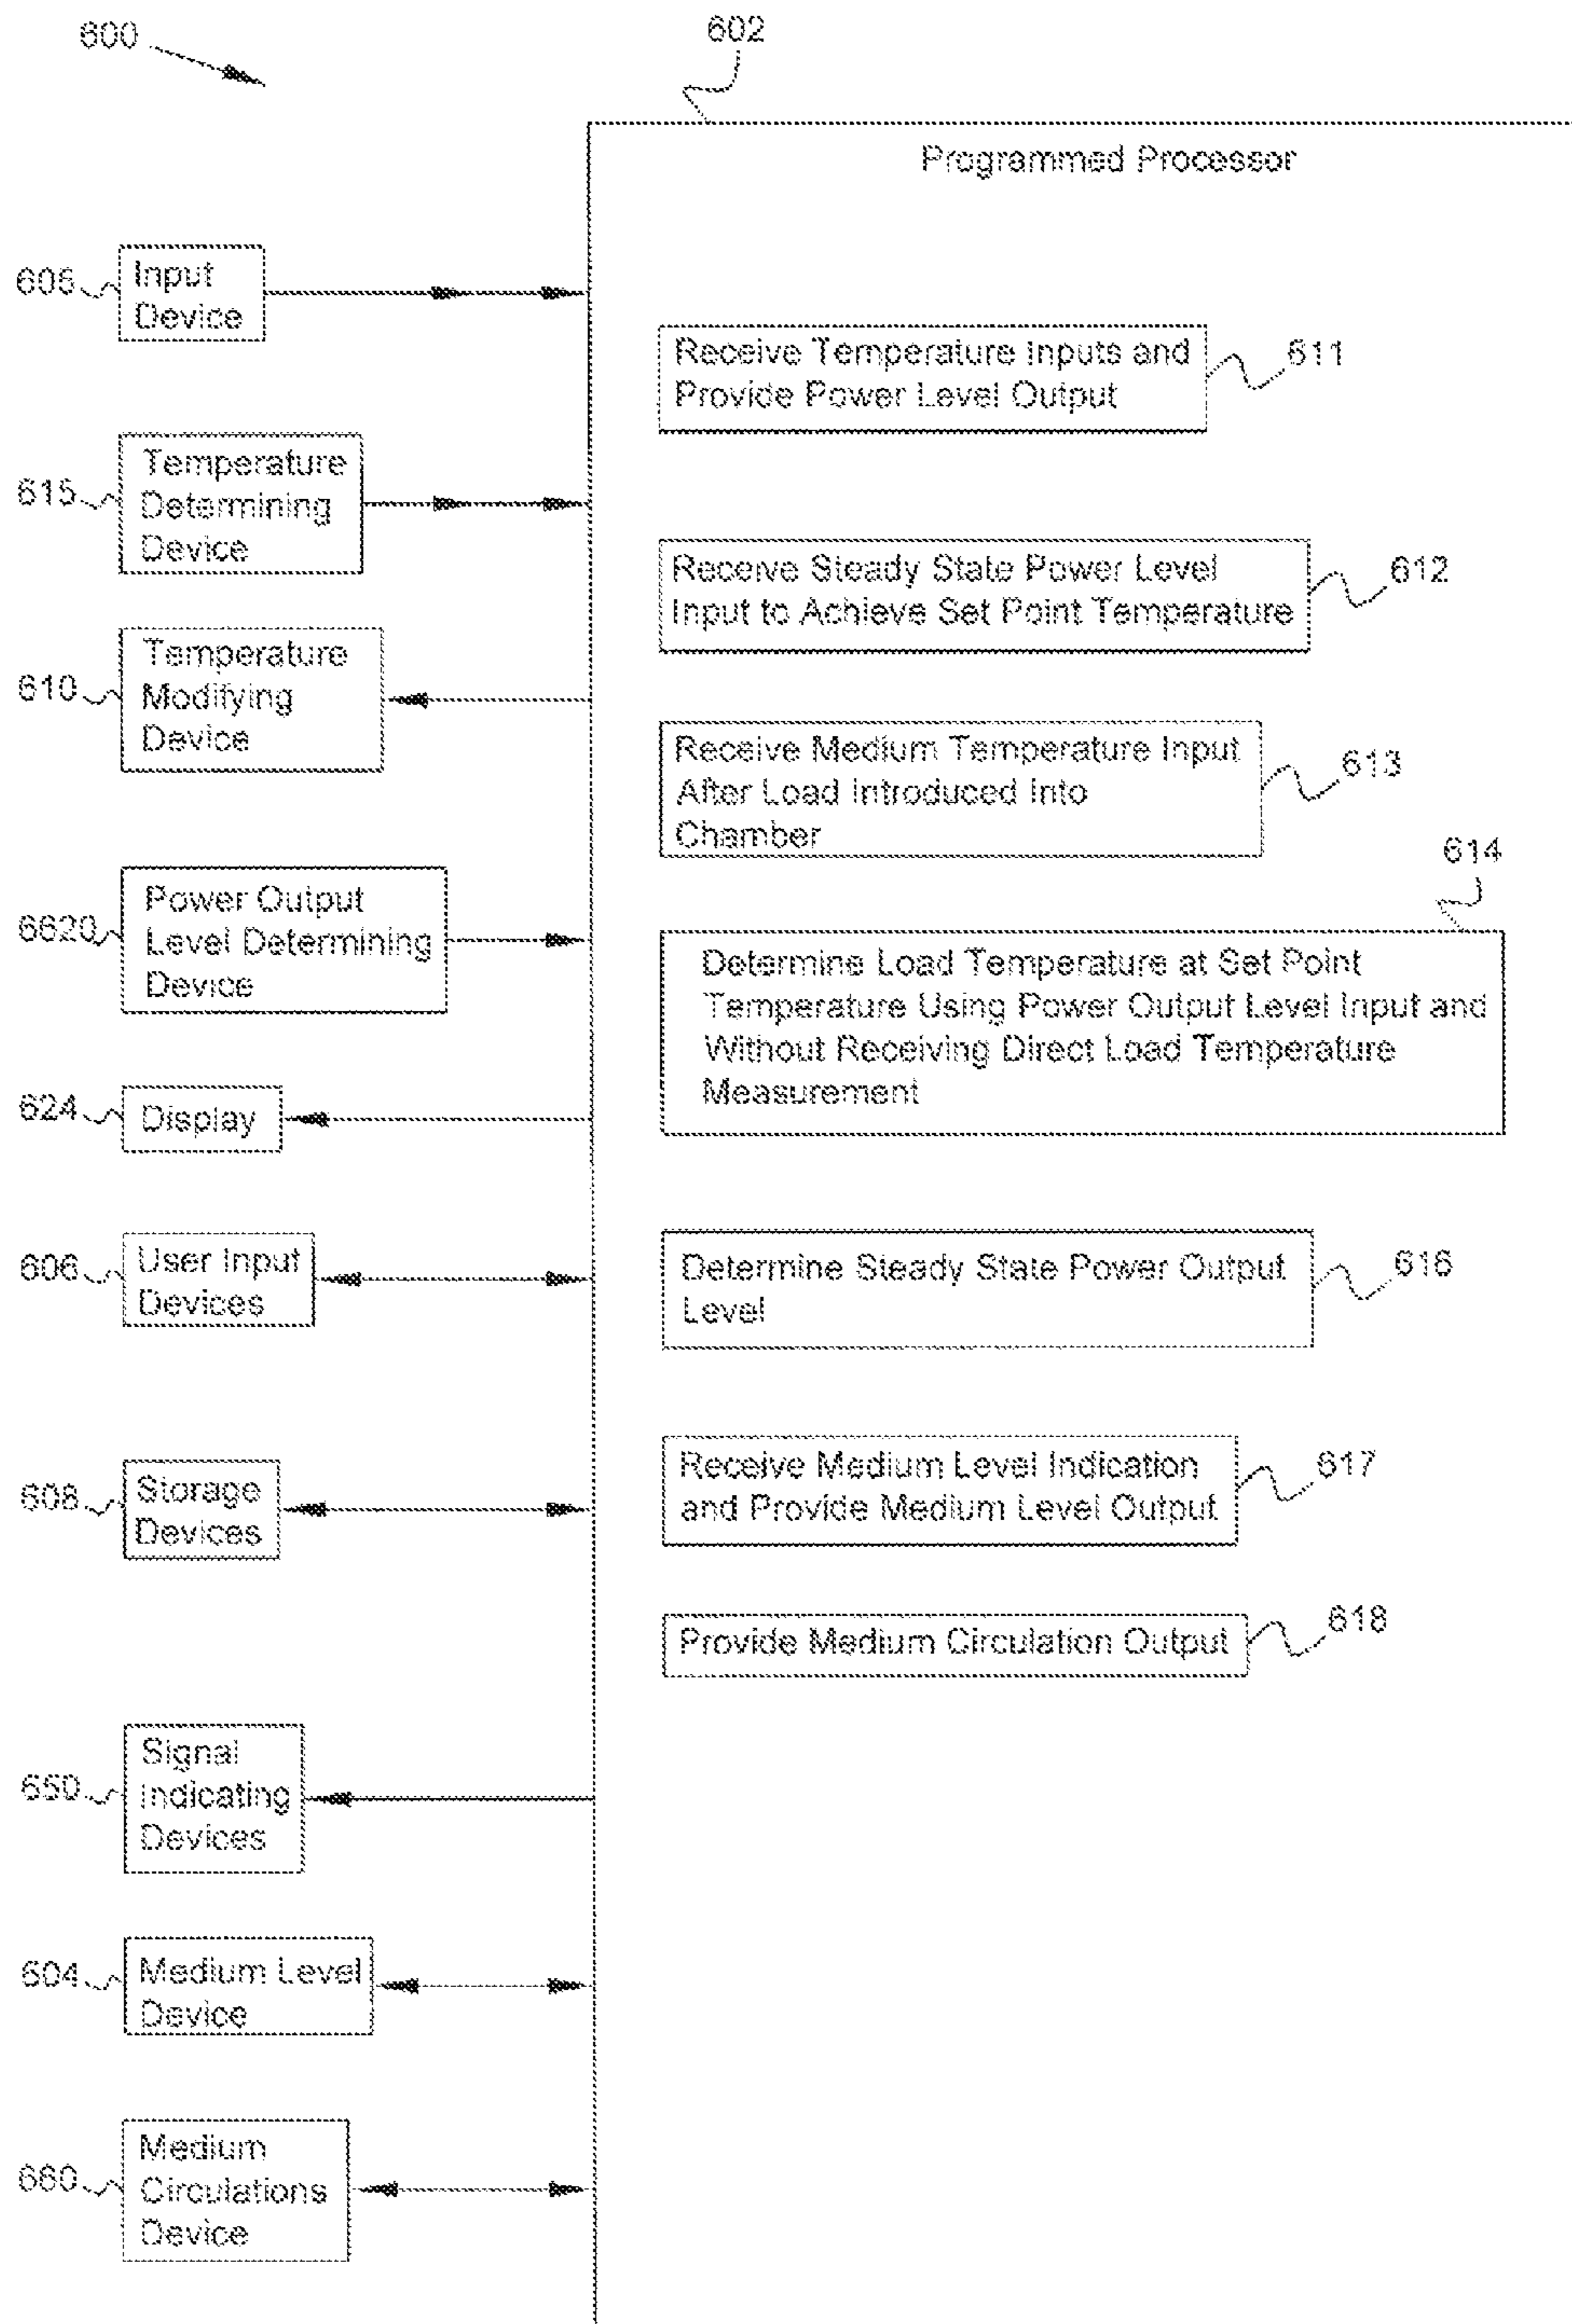 600
602
Programmed Processor
606
Input
Device
615
Temperature
Determining
Device
610
Temperature
Modifying
Device
6620
Power Output
Level Determining
Device
624
Display
606
User Input
Devices
608
Storage
Devices
650
Signal
Indicating
Devices
604
Medium Level
Device
660
Medium
Circulations
Device
Receive Temperature Inputs and
Provide Power Level Output
611
Receive Steady State Power Level
Input to Achieve Set Point Temperature
612
Receive Medium Temperature Input
After Load Introduced Into
Chamber
613
614
Determine Load Temperature at Set Point
Temperature Using Power Output Level Input and
Without Receiving Direct Load Temperature
Measurement
Determine Steady State Power Output
Level
616
Receive Medium Level Indication
and Provide Medium Level Output
617
Provide Medium Circulation Output
618